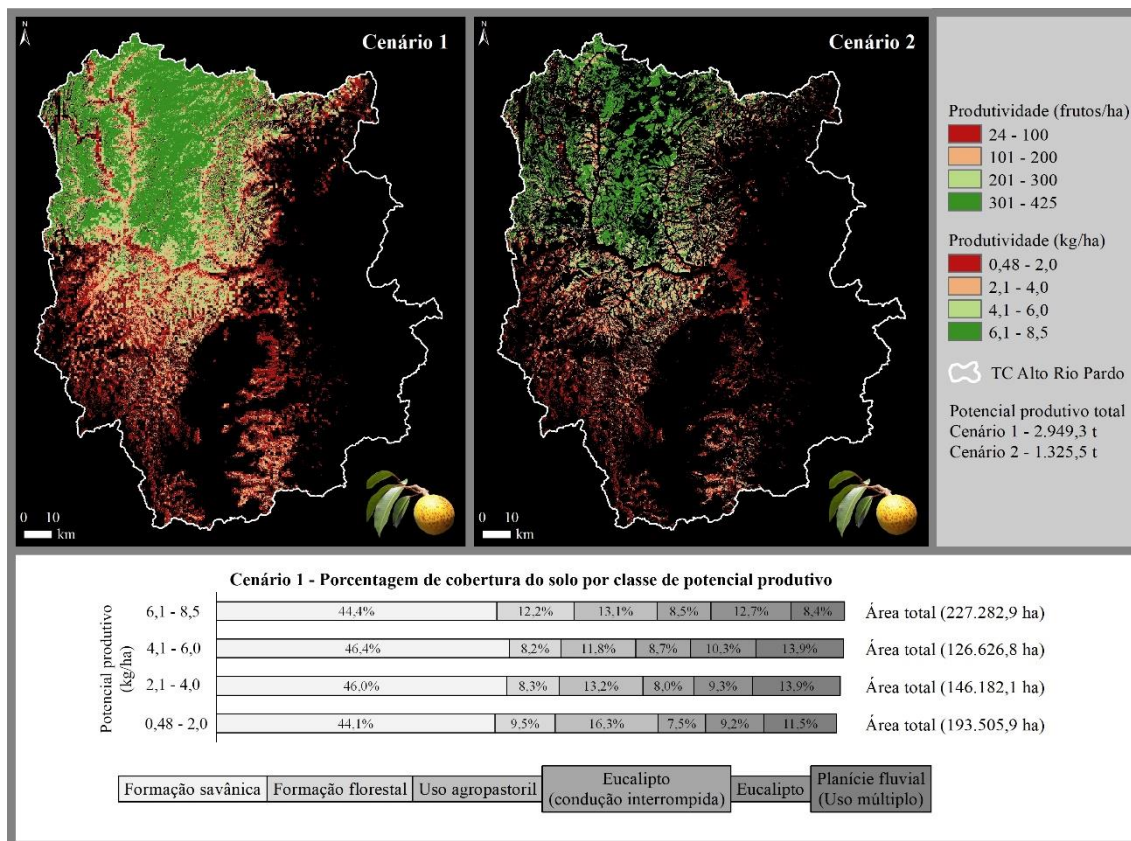 N
Cenário 1
0 10
km
N
Cenário 2
0 10
km
Produtividade (frutos/ha)
24 - 100
101 - 200
201 - 300
301 - 425
Produtividade (kg/ha)
0,48 - 2,0
2,1 - 4,0
4,1 - 6,0
6,1 - 8,5
TC Alto Rio Pardo
Potencial produtivo total
Cenário 1 - 2.949,3 t
Cenário 2 - 1.325,5 t
Cenário 1 - Porcentagem de cobertura do solo por classe de potencial produtivo
Potencial produtivo
(kg/ha)
6,1 - 8,5 44,4% 12,2% 13,1% 8,5% 12,7% 8,4% Área total (227.282,9 ha)
4,1 - 6,0 46,4% 8,2% 11,8% 8,7% 10,3% 13,9% Área total (126.626,8 ha)
2,1 - 4,0 46,0% 8,3% 13,2% 8,0% 9,3% 13,9% Área total (146.182,1 ha)
0,48 - 2,0 44,1% 9,5% 16,3% 7,5% 9,2% 11,5% Área total (193.505,9 ha)
Formação savânica
Formação florestal
Uso agropastoril
Eucalipto
(condução interrompida)
Eucalipto
Planície fluvial
(Uso múltiplo)